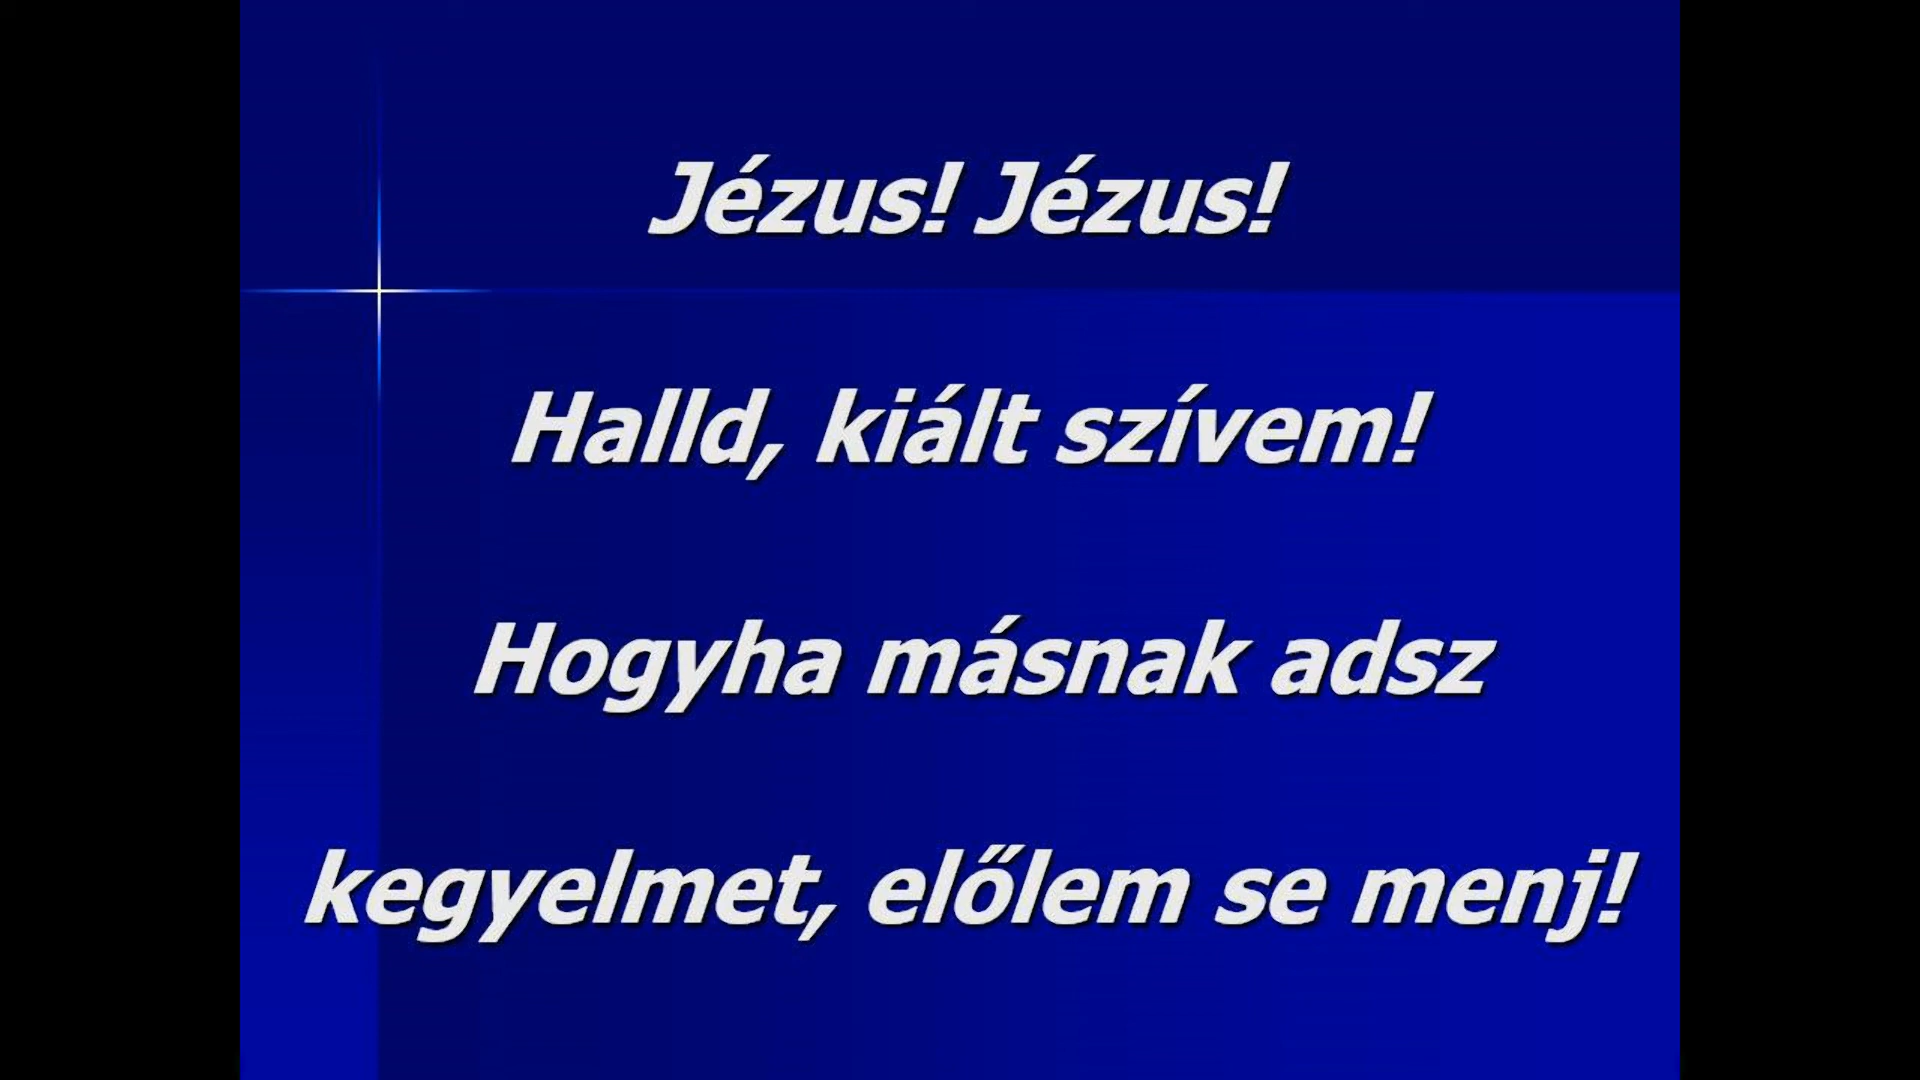 Jézus! Jézus!
Halld, kiált szívem!
Hogyha másnak adsz
kegyelmet, előlem se menj!